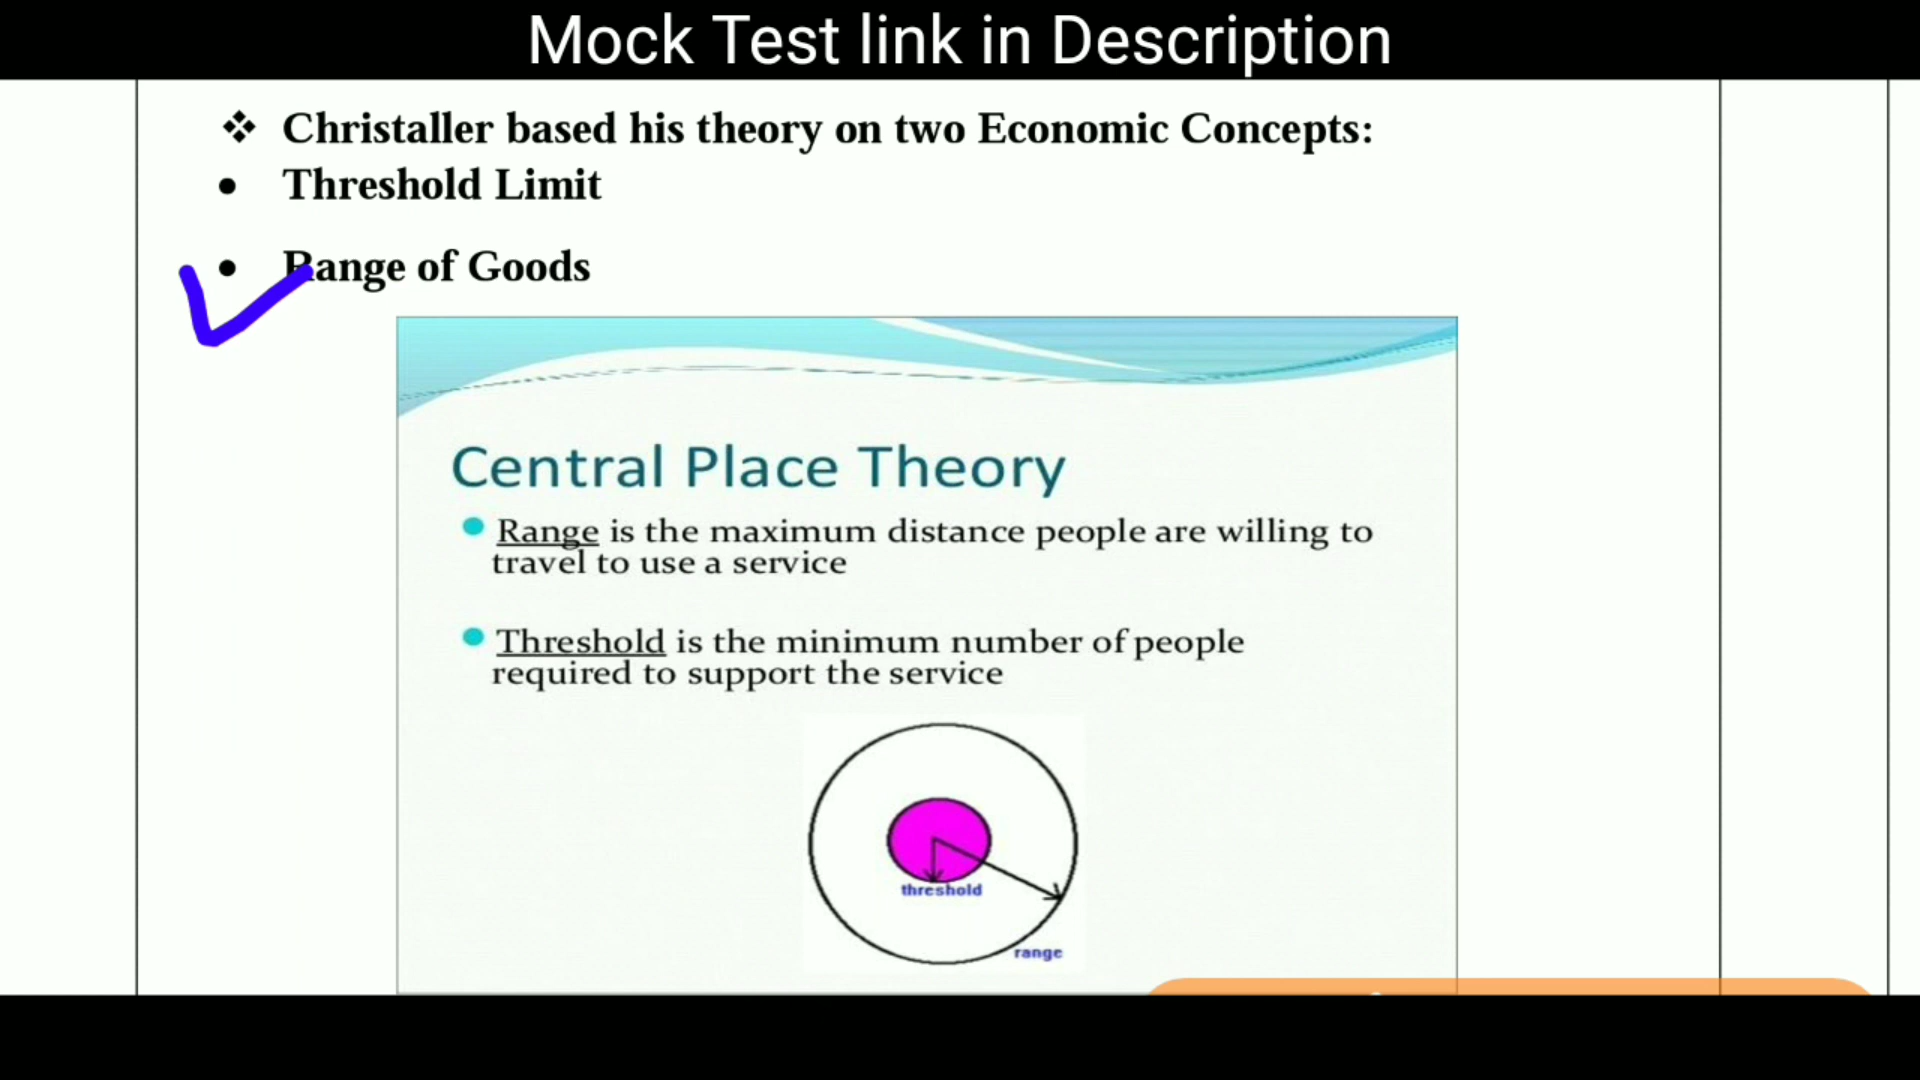 Mock Test link in Description
❖ Christaller based his theory on two Economic Concepts:
• Threshold Limit
• Range of Goods
Central Place Theory
• Range is the maximum distance people are willing to
travel to use a service
• Threshold is the minimum number of people
required to support the service
threshold
range